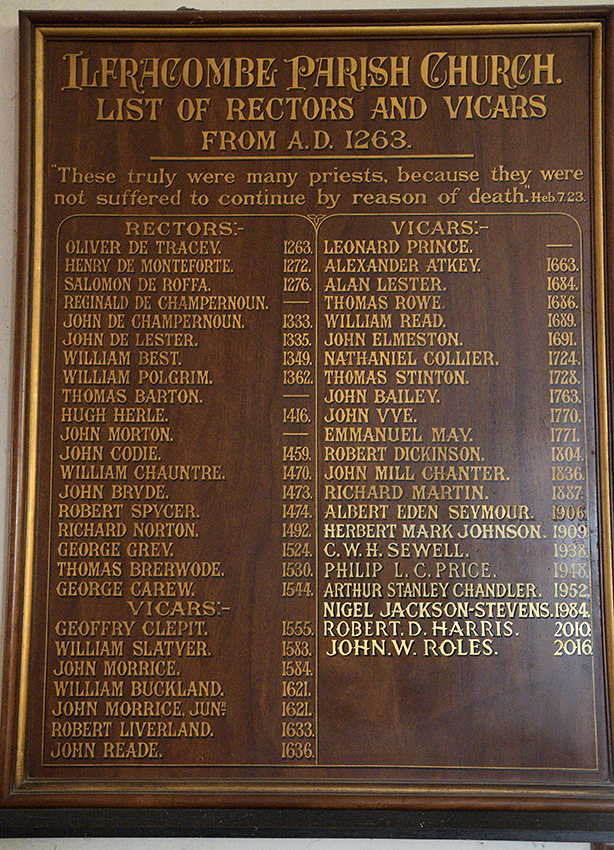 ILFRACOMBE PARISH CHURCH.
LIST OF RECTORS AND VICARS
FROM A.D. 1263.
"These truly were many priests, because they were
not suffered to continue by reason of death." Heb.7.23.
RECTORS:-
OLIVER DE TRACEY. 1263.
HENRY DE MONTEFORTE. 1272.
SALOMON DE ROFFA. 1276.
REGINALD DE CHAMPERNOUN. —
JOHN DE CHAMPERNOUN. 1333.
JOHN DE LESTER. 1335.
WILLIAM BEST. 1349.
WILLIAM POLGRIM. 1362.
THOMAS BARTON. —
HUGH HERLE. 1416.
JOHN MORTON. —
JOHN CODIE. 1459.
WILLIAM CHAUNTRE. 1470.
JOHN BRYDE. 1473.
ROBERT SPYCER. 1474.
RICHARD NORTON. 1492.
GEORGE GREY. 1524.
THOMAS BRERWODE. 1530.
GEORGE CAREW. 1544.
VICARS:-
GEOFFRY CLEPIT. 1555.
WILLIAM SLATYER. 1583.
JOHN MORRICE. 1584.
WILLIAM BUCKLAND. 1621.
JOHN MORRICE, JUNR 1621.
ROBERT LIVERLAND. 1633.
JOHN READE. 1636.
VICARS:-
LEONARD PRINCE. —
ALEXANDER ATKEY. 1663.
ALAN LESTER. 1684.
THOMAS ROWE. 1686.
WILLIAM READ. 1689.
JOHN ELMESTON. 1691.
NATHANIEL COLLIER. 1724.
THOMAS STINTON. 1728.
JOHN BAILEY. 1763.
JOHN VYE. 1770.
EMMANUEL MAY. 1771.
ROBERT DICKINSON. 1804.
JOHN MILL CHANTER. 1836.
RICHARD MARTIN. 1887.
ALBERT EDEN SEYMOUR. 1906.
HERBERT MARK JOHNSON. 1909.
C.W.H. SEWELL. 1938.
PHILIP L.C. PRICE. 1948.
ARTHUR STANLEY CHANDLER. 1952.
NIGEL JACKSON-STEVENS. 1984.
ROBERT. D. HARRIS. 2010.
JOHN. W. ROLES. 2016.